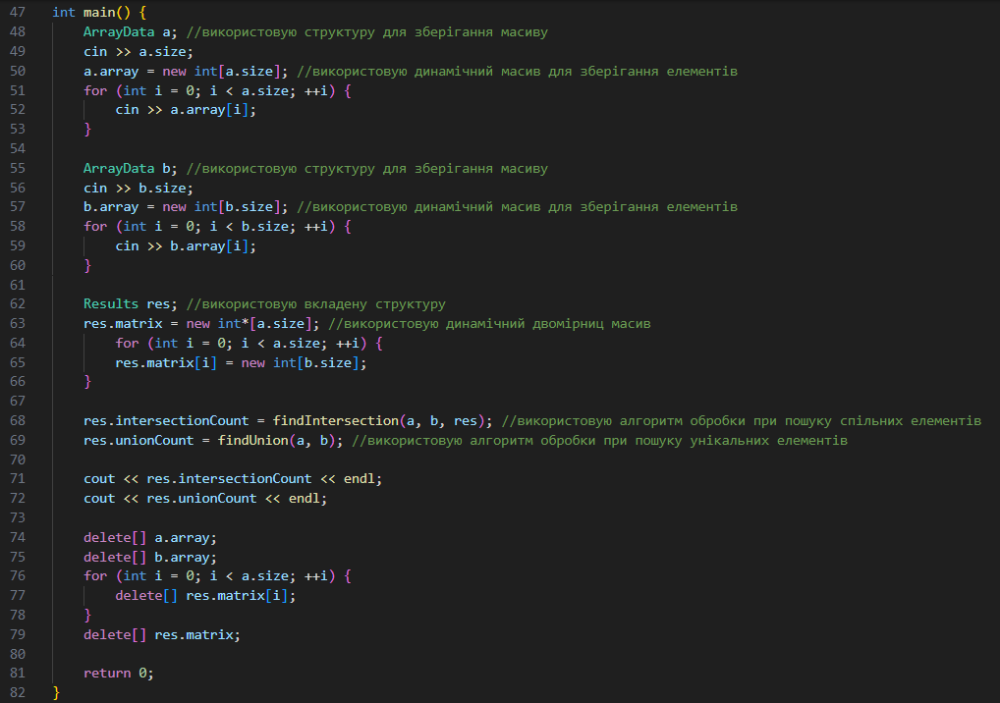 47 int main() {
48 ArrayData a; //використовую структуру для зберігання масиву
49 cin >> a.size;
50 a.array = new int[a.size]; //використовую динамічний масив для зберігання елементів
51 for (int i = 0; i < a.size; ++i) {
52 cin >> a.array[i];
53 }
54
55 ArrayData b; //використовую структуру для зберігання масиву
56 cin >> b.size;
57 b.array = new int[b.size]; //використовую динамічний масив для зберігання елементів
58 for (int i = 0; i < b.size; ++i) {
59 cin >> b.array[i];
60 }
61
62 Results res; //використовую вкладену структуру
63 res.matrix = new int*[a.size]; //використовую динамічний двомірниц масив
64 for (int i = 0; i < a.size; ++i) {
65 res.matrix[i] = new int[b.size];
66 }
67
68 res.intersectionCount = findIntersection(a, b, res); //використовую алгоритм обробки при пошуку спільних елементів
69 res.unionCount = findUnion(a, b); //використовую алгоритм обробки при пошуку унікальних елементів
70
71 cout << res.intersectionCount << endl;
72 cout << res.unionCount << endl;
73
74 delete[] a.array;
75 delete[] b.array;
76 for (int i = 0; i < a.size; ++i) {
77 delete[] res.matrix[i];
78 }
79 delete[] res.matrix;
80
81 return 0;
82 }